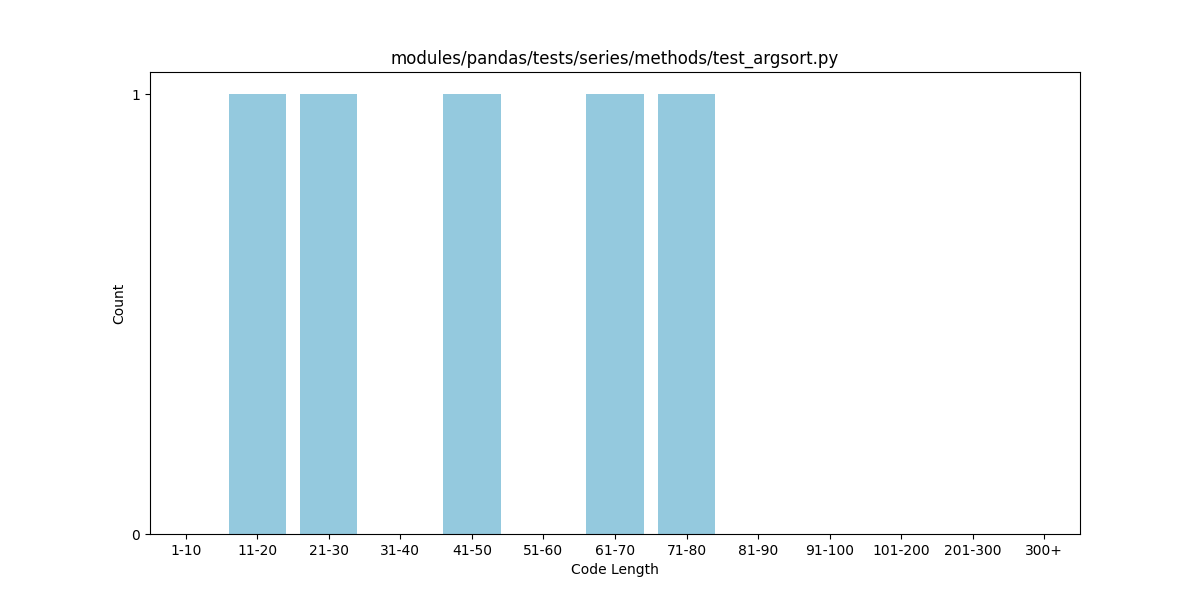 modules/pandas/tests/series/methods/test_argsort.py
1
Count
0
1-10 11-20 21-30 31-40 41-50 51-60 61-70 71-80 81-90 91-100 101-200 201-300 300+
Code Length